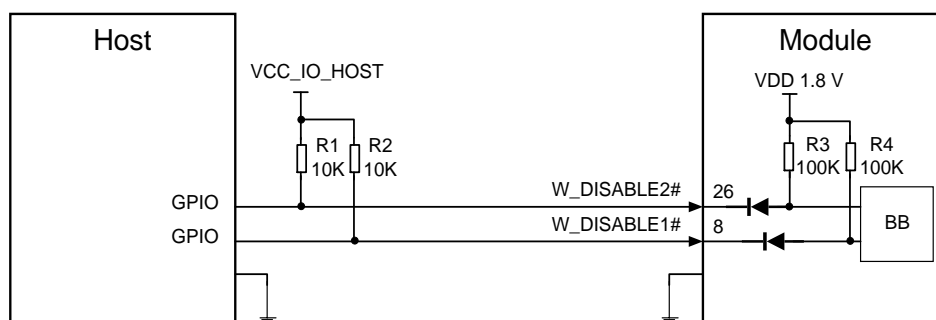 Host
Module
VCC_IO_HOST
VDD 1.8 V
R1
10K
R2
10K
R3
100K
R4
100K
GPIO
W_DISABLE2#
26
GPIO
W_DISABLE1#
8
BB